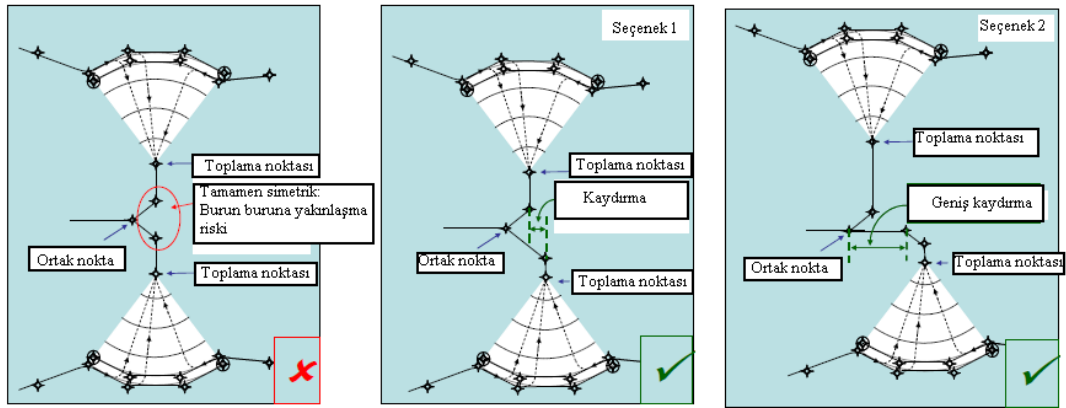 Toplama noktası
Tamamen simetrik:
Burun buruna yakınlaşma
riski
Ortak nokta
Toplama noktası
Seçenek 1
Toplama noktası
Kaydırma
Ortak nokta
Toplama noktası
Seçenek 2
Toplama noktası
Geniş kaydırma
Ortak nokta
Toplama noktası